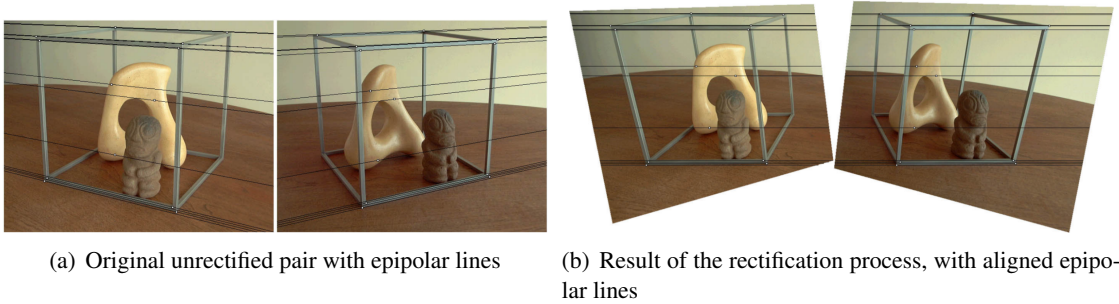 (a) Original unrectified pair with epipolar lines
(b) Result of the rectification process, with aligned epipo-
lar lines